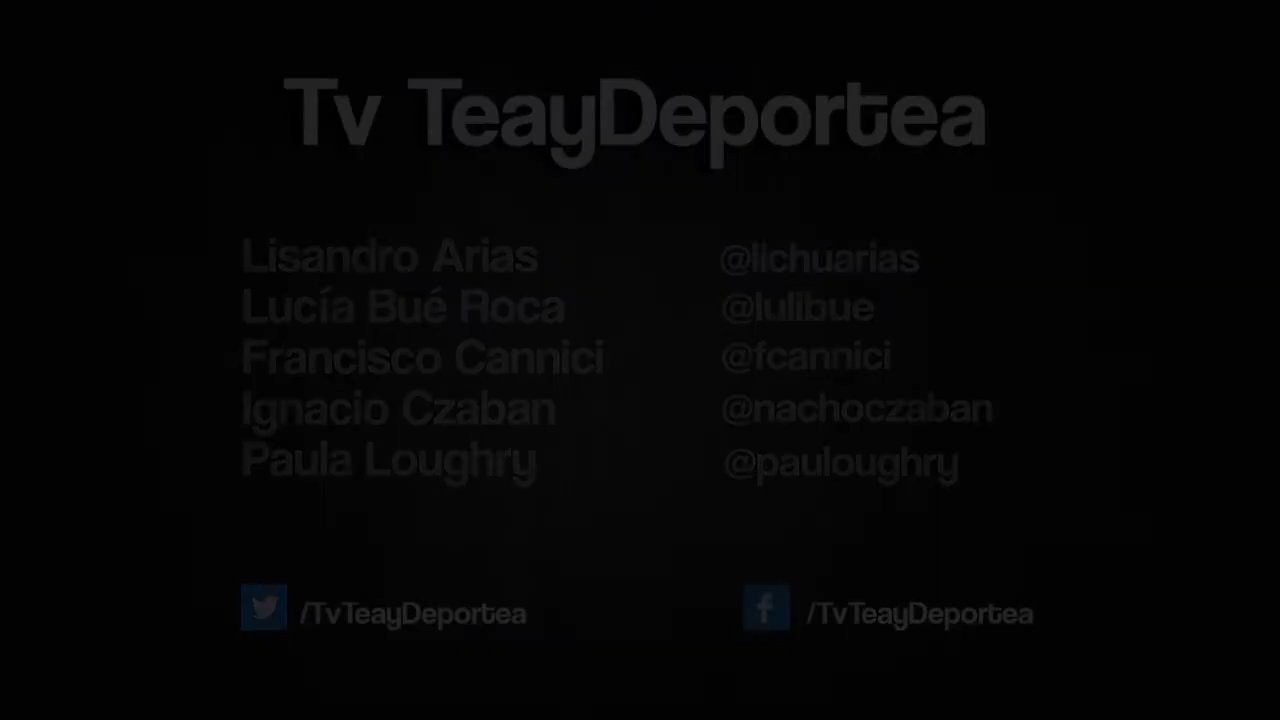 Tv TeayDeportea
Lisandro Arias @lichuarias
Lucía Bué Roca @lulibue
Francisco Cannici @fcannici
Ignacio Czaban @nachoczaban
Paula Loughry @pauloughry
/TvTeayDeportea /TvTeayDeportea